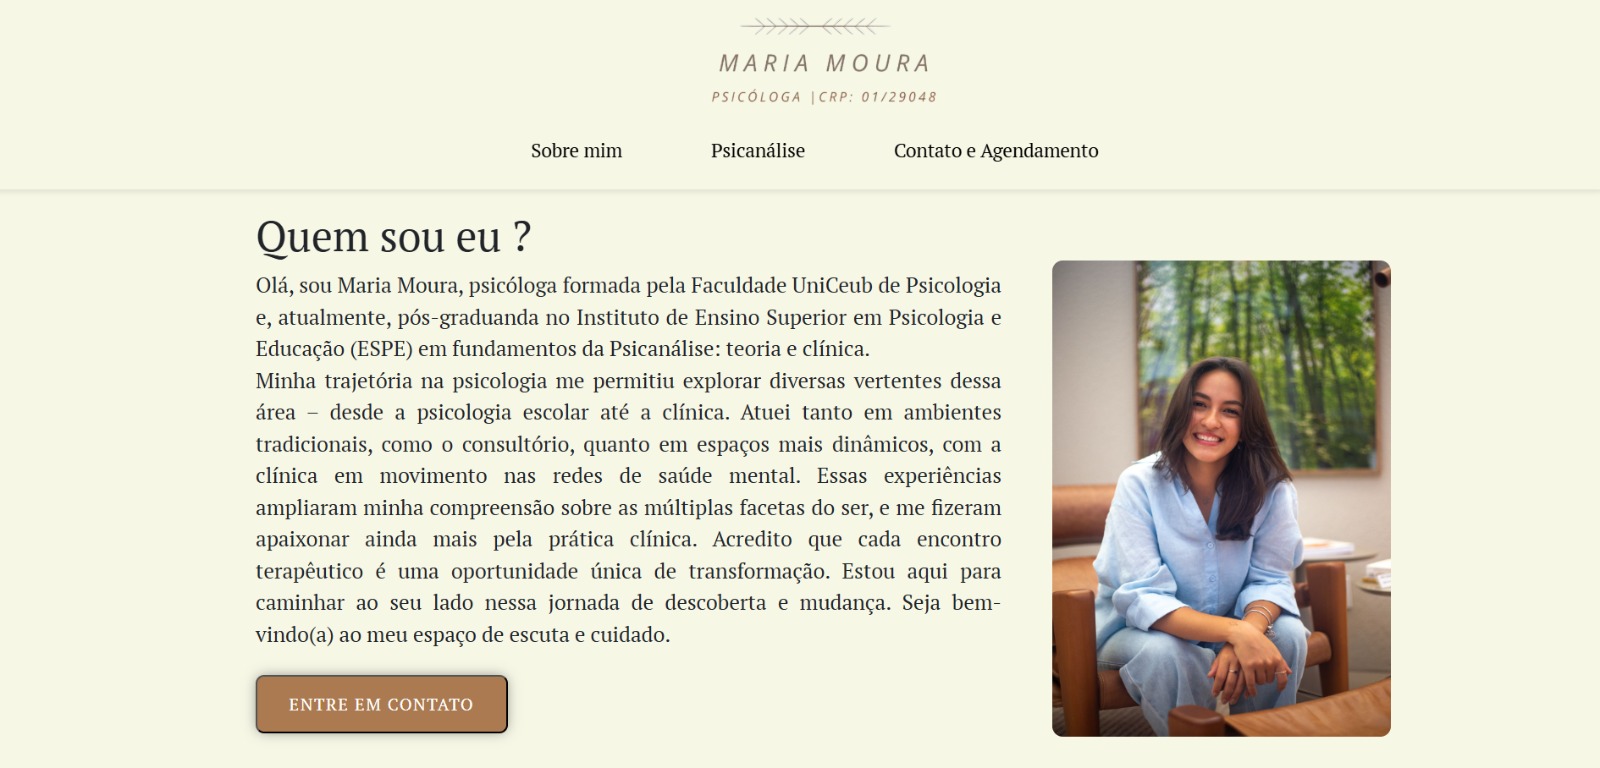 MARIA MOURA
PSICÓLOGA |CRP: 01/29048
Sobre mim Psicanálise Contato e Agendamento
Quem sou eu ?
Olá, sou Maria Moura, psicóloga formada pela Faculdade UniCeub de Psicologia
e, atualmente, pós-graduanda no Instituto de Ensino Superior em Psicologia e
Educação (ESPE) em fundamentos da Psicanálise: teoria e clínica.
Minha trajetória na psicologia me permitiu explorar diversas vertentes dessa
área – desde a psicologia escolar até a clínica. Atuei tanto em ambientes
tradicionais, como o consultório, quanto em espaços mais dinâmicos, com a
clínica em movimento nas redes de saúde mental. Essas experiências
ampliaram minha compreensão sobre as múltiplas facetas do ser, e me fizeram
apaixonar ainda mais pela prática clínica. Acredito que cada encontro
terapêutico é uma oportunidade única de transformação. Estou aqui para
caminhar ao seu lado nessa jornada de descoberta e mudança. Seja bem-
vindo(a) ao meu espaço de escuta e cuidado.
ENTRE EM CONTATO